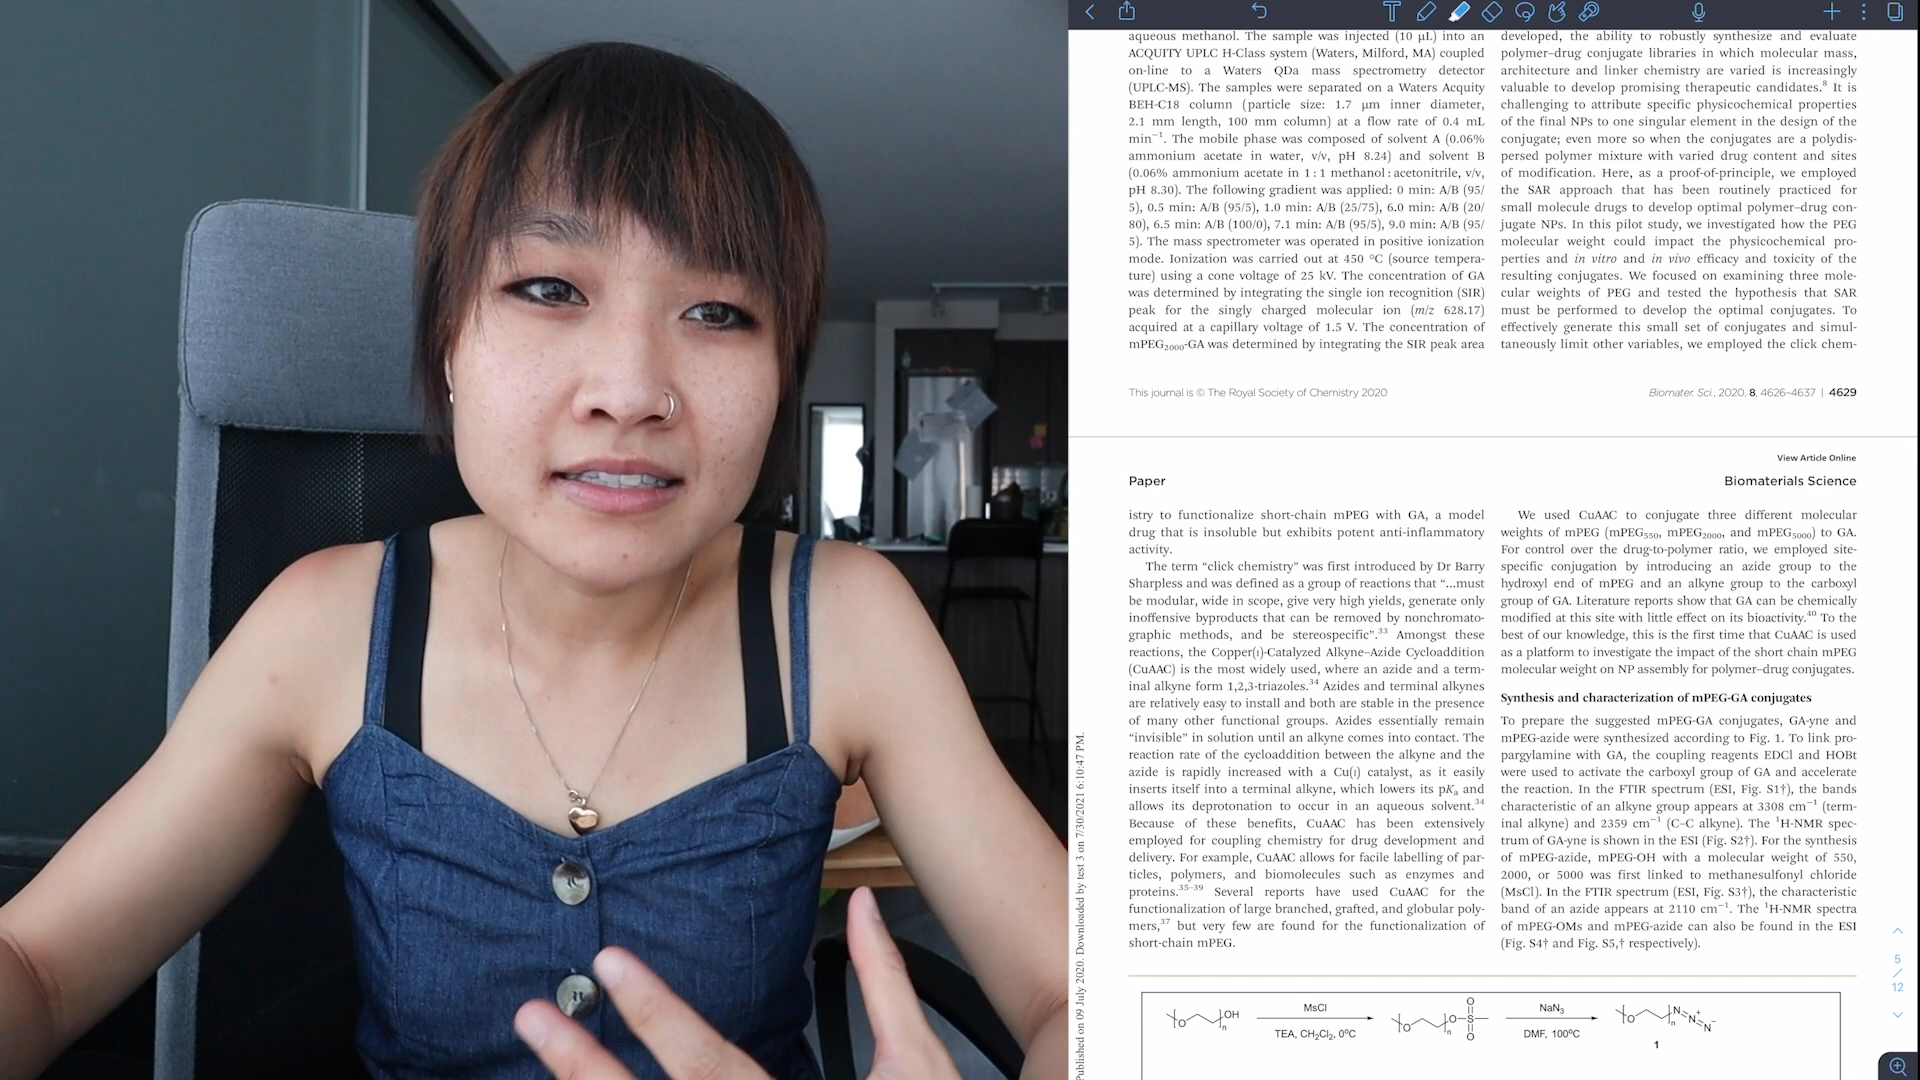 aqueous methanol. The sample was injected (10 μL) into an
ACQUITY UPLC H-Class system (Waters, Milford, MA) coupled
on-line to a Waters QDa mass spectrometry detector
(UPLC-MS). The samples were separated on a Waters Acquity
BEH-C18 column (particle size: 1.7 μm inner diameter,
2.1 mm length, 100 mm column) at a flow rate of 0.4 mL
min⁻¹. The mobile phase was composed of solvent A (0.06%
ammonium acetate in water, v/v, pH 8.24) and solvent B
(0.06% ammonium acetate in 1 : 1 methanol : acetonitrile, v/v,
pH 8.30). The following gradient was applied: 0 min: A/B (95/
5), 0.5 min: A/B (95/5), 1.0 min: A/B (25/75), 6.0 min: A/B (20/
80), 6.5 min: A/B (100/0), 7.1 min: A/B (95/5), 9.0 min: A/B (95/
5). The mass spectrometer was operated in positive ionization
mode. Ionization was carried out at 450 °C (source tempera-
ture) using a cone voltage of 25 kV. The concentration of GA
was determined by integrating the single ion recognition (SIR)
peak for the singly charged molecular ion (m/z 628.17)
acquired at a capillary voltage of 1.5 V. The concentration of
mPEG₂₀₀₀-GA was determined by integrating the SIR peak area
developed, the ability to robustly synthesize and evaluate
polymer–drug conjugate libraries in which molecular mass,
architecture and linker chemistry are varied is increasingly
valuable to develop promising therapeutic candidates.⁸ It is
challenging to attribute specific physicochemical properties
of the final NPs to one singular element in the design of the
conjugate; even more so when the conjugates are a polydis-
persed polymer mixture with varied drug content and sites
of modification. Here, as a proof-of-principle, we employed
the SAR approach that has been routinely practiced for
small molecule drugs to develop optimal polymer–drug con-
jugate NPs. In this pilot study, we investigated how the PEG
molecular weight could impact the physicochemical pro-
perties and in vitro and in vivo efficacy and toxicity of the
resulting conjugates. We focused on examining three mole-
cular weights of PEG and tested the hypothesis that SAR
must be performed to develop the optimal conjugates. To
effectively generate this small set of conjugates and simul-
taneously limit other variables, we employed the click chem-
This journal is © The Royal Society of Chemistry 2020
Biomater. Sci., 2020, 8, 4626–4637 | 4629
View Article Online
Paper
Biomaterials Science
istry to functionalize short-chain mPEG with GA, a model
drug that is insoluble but exhibits potent anti-inflammatory
activity.
The term “click chemistry” was first introduced by Dr Barry
Sharpless and was defined as a group of reactions that “...must
be modular, wide in scope, give very high yields, generate only
inoffensive byproducts that can be removed by nonchromato-
graphic methods, and be stereospecific”.³³ Amongst these
reactions, the Copper(I)-Catalyzed Alkyne–Azide Cycloaddition
(CuAAC) is the most widely used, where an azide and a term-
inal alkyne form 1,2,3-triazoles.³⁴ Azides and terminal alkynes
are relatively easy to install and both are stable in the presence
of many other functional groups. Azides essentially remain
“invisible” in solution until an alkyne comes into contact. The
reaction rate of the cycloaddition between the alkyne and the
azide is rapidly increased with a Cu(I) catalyst, as it easily
inserts itself into a terminal alkyne, which lowers its pKₐ and
allows its deprotonation to occur in an aqueous solvent.³⁴
Because of these benefits, CuAAC has been extensively
employed for coupling chemistry for drug development and
delivery. For example, CuAAC allows for facile labelling of par-
ticles, polymers, and biomolecules such as enzymes and
proteins.³⁵⁻³⁹ Several reports have used CuAAC for the
functionalization of large branched, grafted, and globular poly-
mers,³⁷ but very few are found for the functionalization of
short-chain mPEG.
We used CuAAC to conjugate three different molecular
weights of mPEG (mPEG₅₅₀, mPEG₂₀₀₀, and mPEG₅₀₀₀) to GA.
For control over the drug-to-polymer ratio, we employed site-
specific conjugation by introducing an azide group to the
hydroxyl end of mPEG and an alkyne group to the carboxyl
group of GA. Literature reports show that GA can be chemically
modified at this site with little effect on its bioactivity.⁴⁰ To the
best of our knowledge, this is the first time that CuAAC is used
as a platform to investigate the impact of the short chain mPEG
molecular weight on NP assembly for polymer–drug conjugates.
Synthesis and characterization of mPEG-GA conjugates
To prepare the suggested mPEG-GA conjugates, GA-yne and
mPEG-azide were synthesized according to Fig. 1. To link pro-
pargylamine with GA, the coupling reagents EDCl and HOBt
were used to activate the carboxyl group of GA and accelerate
the reaction. In the FTIR spectrum (ESI, Fig. S1†), the bands
characteristic of an alkyne group appears at 3308 cm⁻¹ (term-
inal alkyne) and 2359 cm⁻¹ (C–C alkyne). The ¹H-NMR spec-
trum of GA-yne is shown in the ESI (Fig. S2†). For the synthesis
of mPEG-azide, mPEG-OH with a molecular weight of 550,
2000, or 5000 was first linked to methanesulfonyl chloride
(MsCl). In the FTIR spectrum (ESI, Fig. S3†), the characteristic
band of an azide appears at 2110 cm⁻¹. The ¹H-NMR spectra
of mPEG-OMs and mPEG-azide can also be found in the ESI
(Fig. S4† and Fig. S5,† respectively).
Published on 09 July 2020. Downloaded by test 3 on 7/30/2021 6:10:47 PM.
5
/
12
O OH n
MsCl
TEA, CH₂Cl₂, 0°C
O O S O O n
NaN₃
DMF, 100°C
O N N⁺ N⁻ n
1